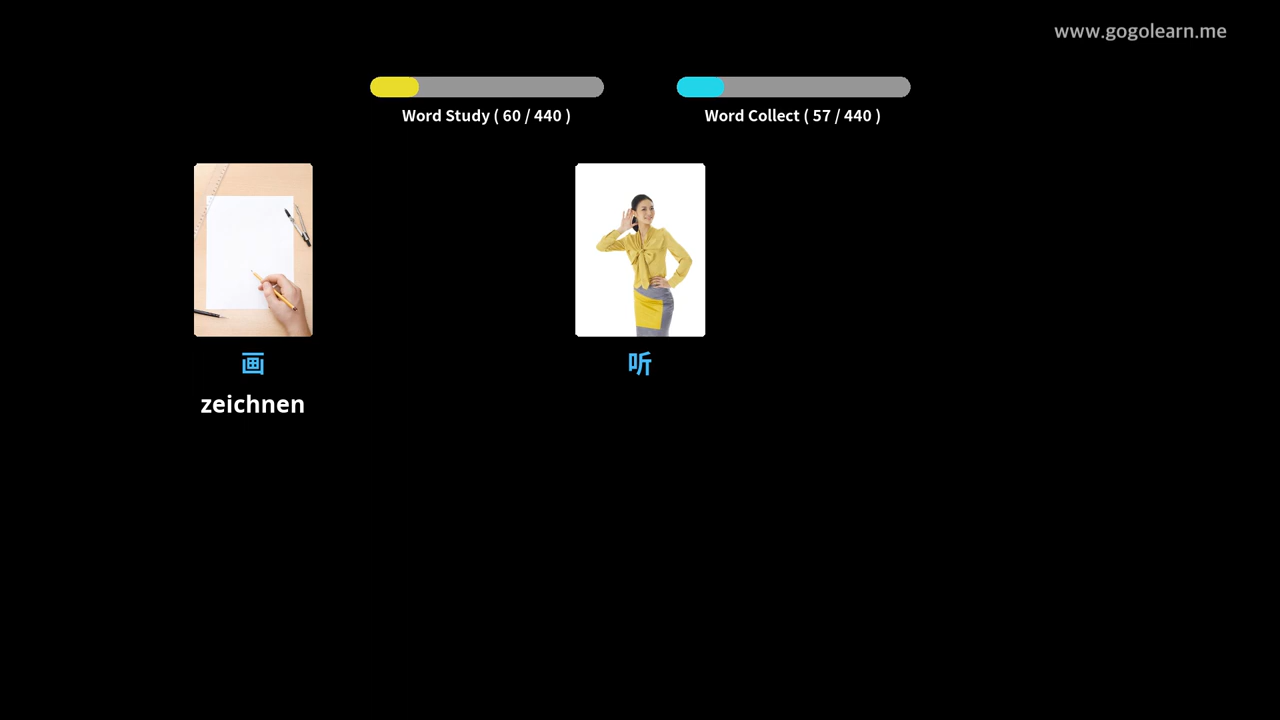 www.gogolearn.me
Word Study ( 60 / 440 )
Word Collect ( 57 / 440 )
画
听
zeichnen